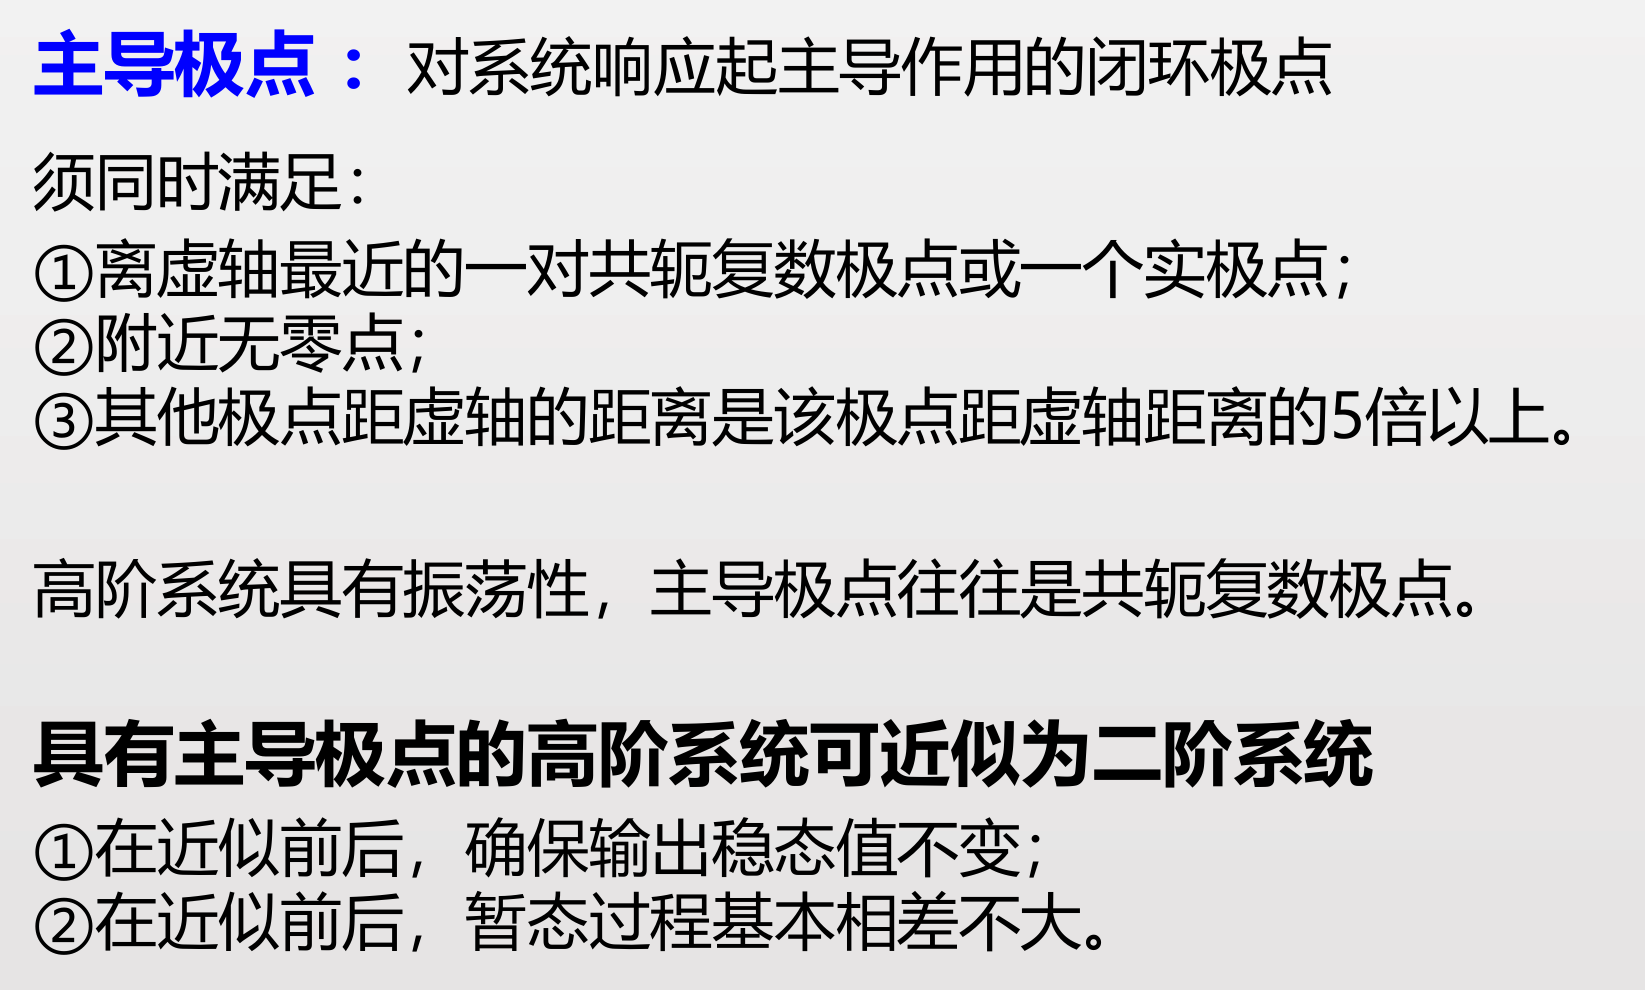 主导极点：对系统响应起主导作用的闭环极点
须同时满足：
①离虚轴最近的一对共轭复数极点或一个实极点；
②附近无零点；
③其他极点距虚轴的距离是该极点距虚轴距离的5倍以上。
高阶系统具有振荡性，主导极点往往是共轭复数极点。
具有主导极点的高阶系统可近似为二阶系统
①在近似前后，确保输出稳态值不变；
②在近似前后，暂态过程基本相差不大。